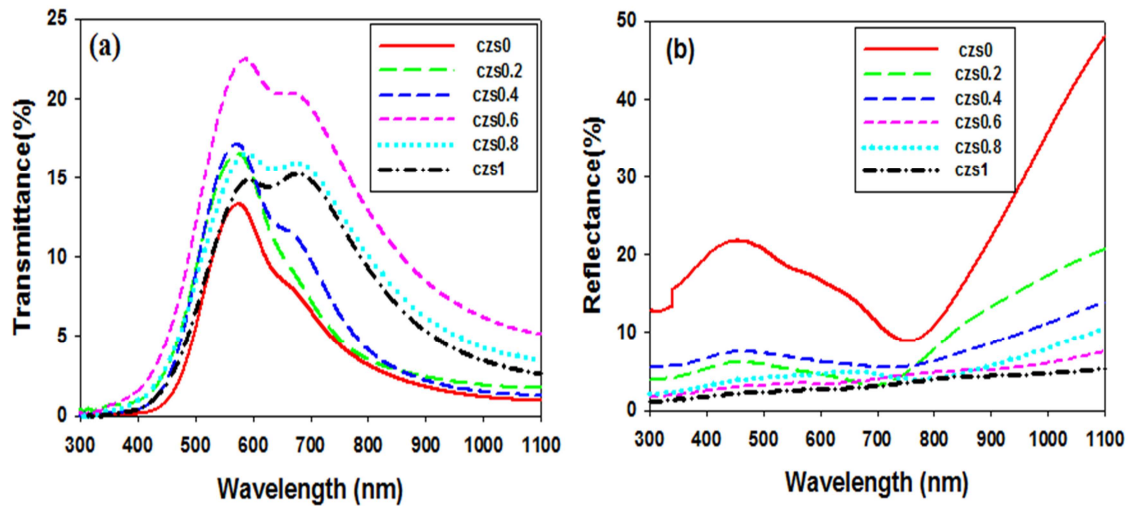 (a)
Transmittance(%)
25
20
15
10
5
0
czs0
czs0.2
czs0.4
czs0.6
czs0.8
czs1
300 400 500 600 700 800 900 1000 1100
Wavelength (nm)
(b)
Reflectance(%)
50
40
30
20
10
0
czs0
czs0.2
czs0.4
czs0.6
czs0.8
czs1
300 400 500 600 700 800 900 1000 1100
Wavelength (nm)